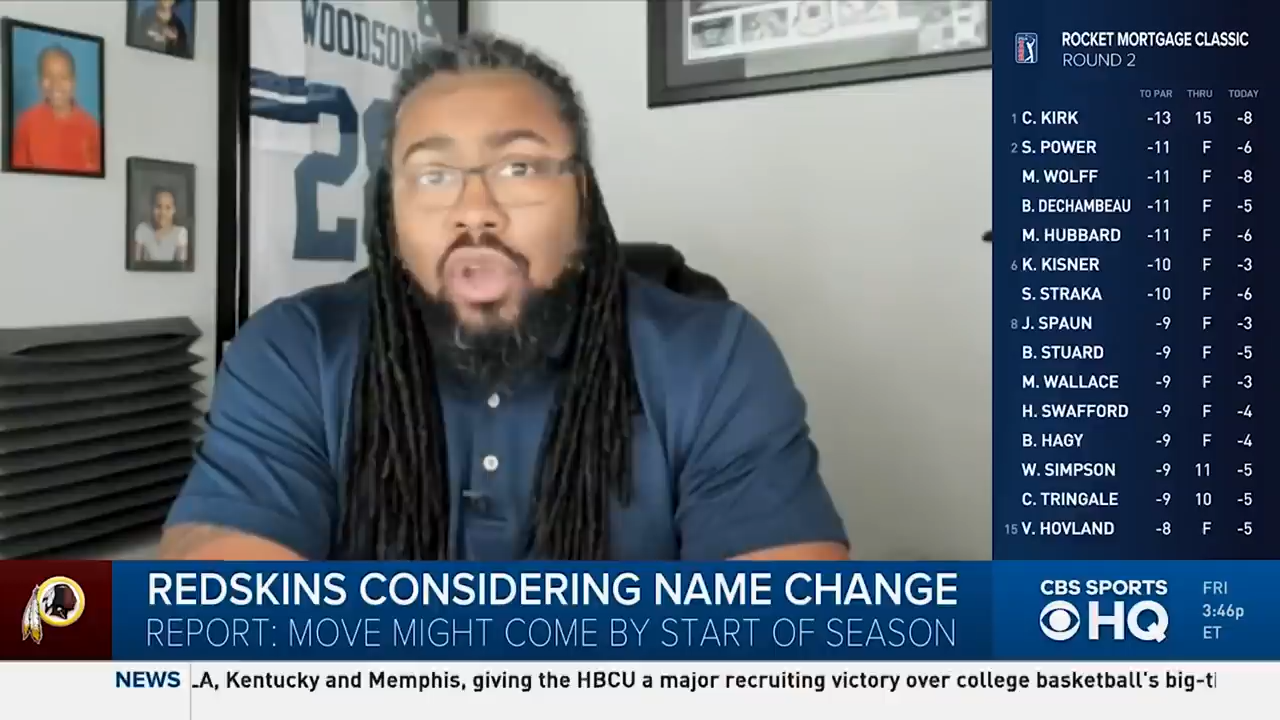 WOODSON
ROCKET MORTGAGE CLASSIC
ROUND 2
TO PAR THRU TODAY
1 C. KIRK -13 15 -8
2 S. POWER -11 F -6
M. WOLFF -11 F -8
B. DECHAMBEAU -11 F -5
M. HUBBARD -11 F -6
6 K. KISNER -10 F -3
S. STRAKA -10 F -6
8 J. SPAUN -9 F -3
B. STUARD -9 F -5
M. WALLACE -9 F -3
H. SWAFFORD -9 F -4
B. HAGY -9 F -4
W. SIMPSON -9 11 -5
C. TRINGALE -9 10 -5
15 V. HOVLAND -8 F -5
REDSKINS CONSIDERING NAME CHANGE
REPORT: MOVE MIGHT COME BY START OF SEASON
CBS SPORTS
HQ
FRI
3:46p
ET
NEWS _A, Kentucky and Memphis, giving the HBCU a major recruiting victory over college basketball's big-ti